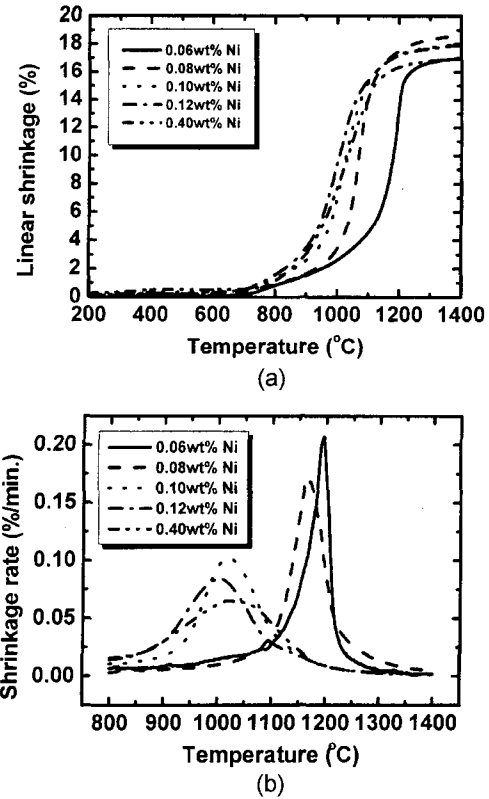 20
18
16
14
12
10
8
6
4
2
0
Linear shrinkage (%)
0.06wt% Ni
0.08wt% Ni
0.10wt% Ni
0.12wt% Ni
0.40wt% Ni
200 400 600 800 1000 1200 1400
Temperature (°C)
(a)
0.20
0.15
0.10
0.05
0.00
Shrinkage rate (%/min.)
0.06wt% Ni
0.08wt% Ni
0.10wt% Ni
0.12wt% Ni
0.40wt% Ni
800 900 1000 1100 1200 1300 1400
Temperature (°C)
(b)